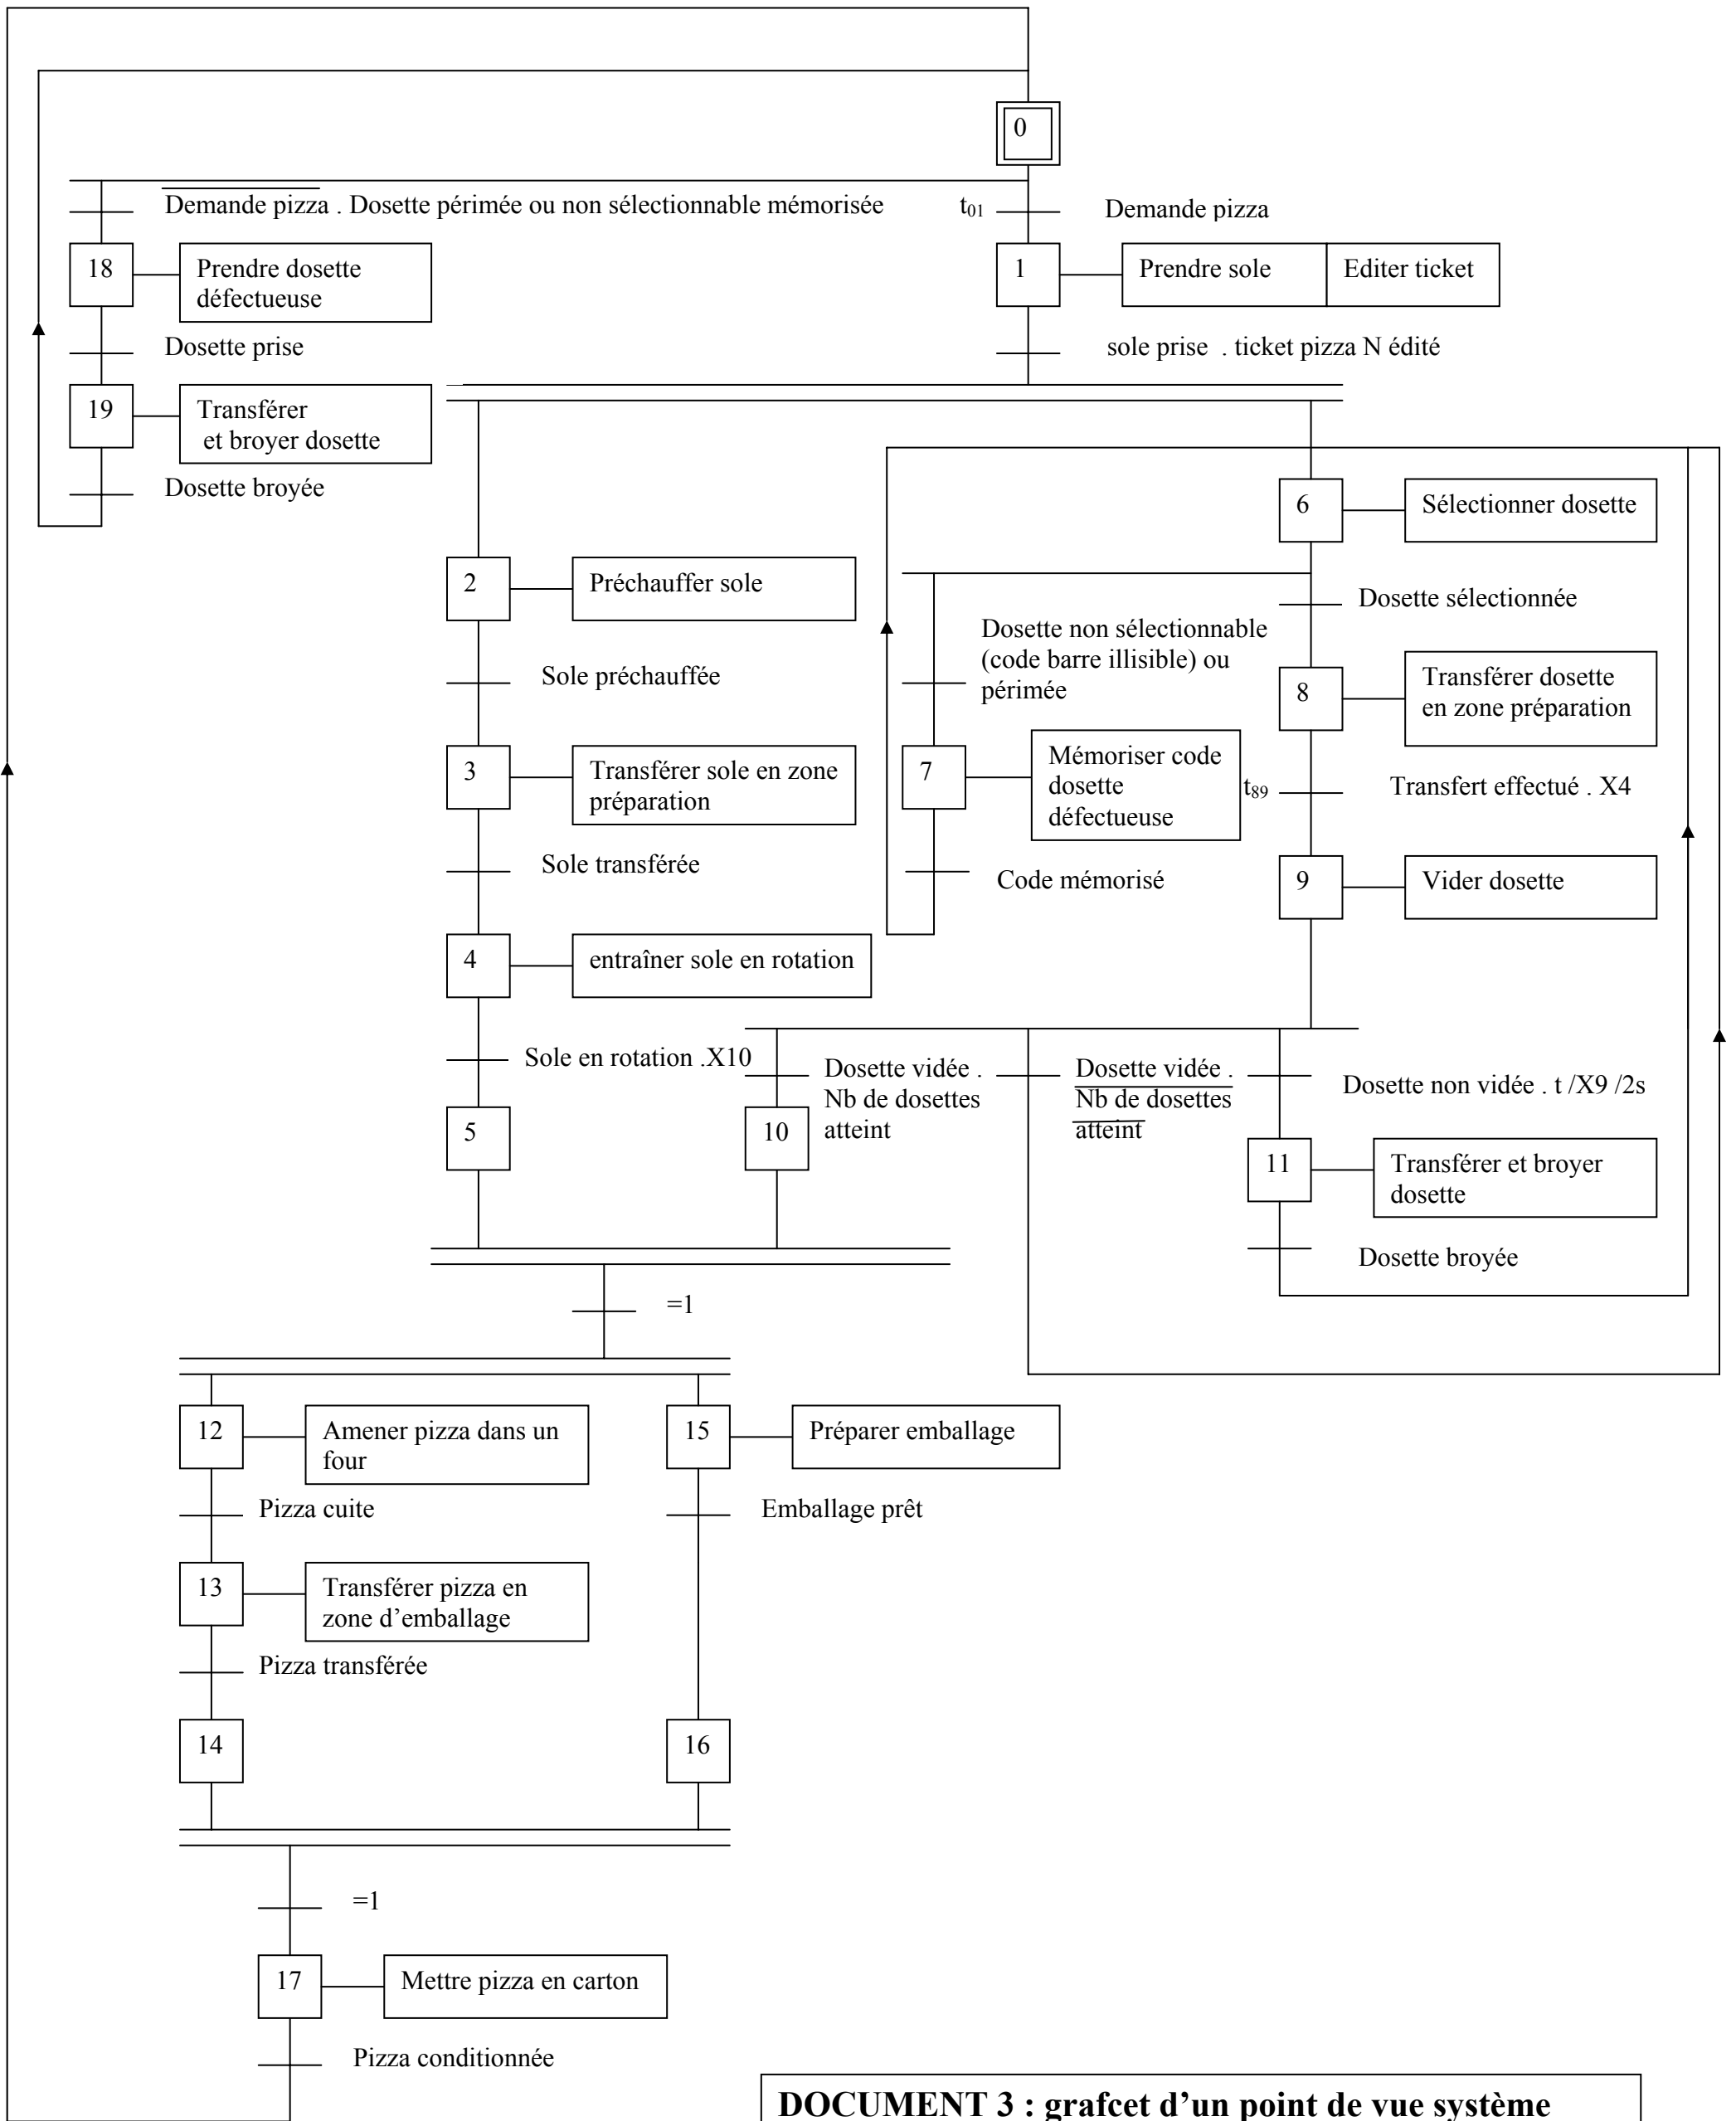 0
Demande pizza . Dosette périmée ou non sélectionnable mémorisée
t01
Demande pizza
18
Prendre dosette
défectueuse
1
Prendre sole
Editer ticket
Dosette prise
sole prise . ticket pizza N édité
19
Transférer
et broyer dosette
Dosette broyée
6
Sélectionner dosette
2
Préchauffer sole
Dosette sélectionnée
Dosette non sélectionnable
(code barre illisible) ou
périmée
Sole préchauffée
8
Transférer dosette
en zone préparation
3
Transférer sole en zone
préparation
7
Mémoriser code
dosette
défectueuse
t89
Transfert effectué . X4
Sole transférée
Code mémorisé
9
Vider dosette
4
entraîner sole en rotation
Sole en rotation .X10
Dosette vidée .
Nb de dosettes
atteint
Dosette vidée .
Nb de dosettes
atteint
Dosette non vidée . t /X9 /2s
5
10
11
Transférer et broyer
dosette
Dosette broyée
=1
12
Amener pizza dans un
four
15
Préparer emballage
Pizza cuite
Emballage prêt
13
Transférer pizza en
zone d’emballage
Pizza transférée
14
16
=1
17
Mettre pizza en carton
Pizza conditionnée
DOCUMENT 3 : grafcet d’un point de vue système